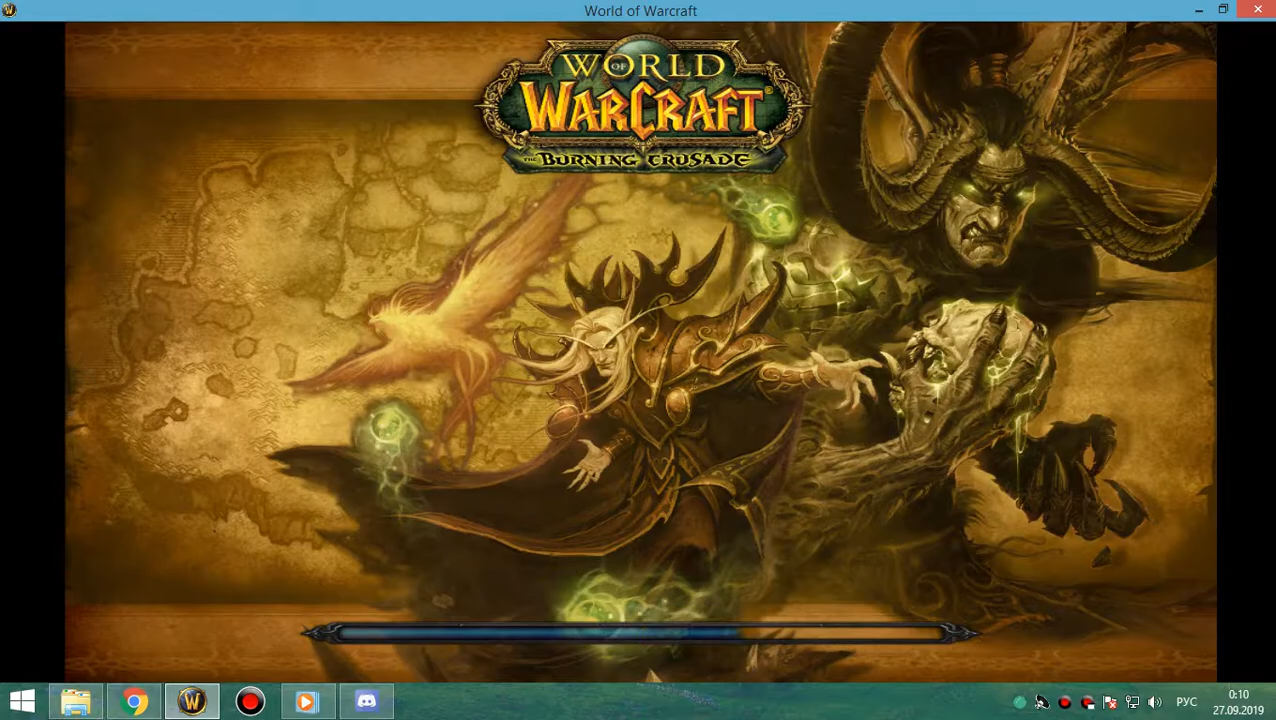 World of Warcraft
WORLD
OF
WARCRAFT®
THE BURNING CRUSADE
РУС
0:10
27.09.2019